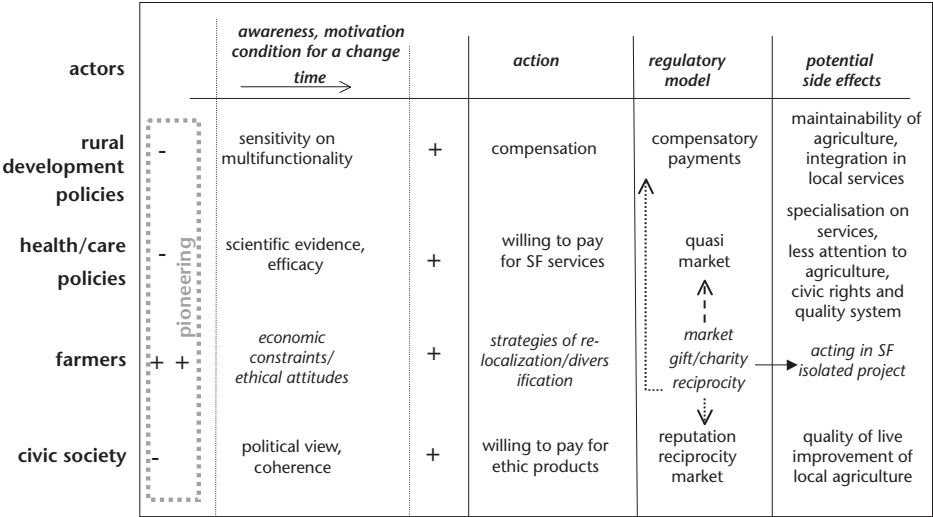 awareness, motivation
condition for a change
time
actors
action
regulatory
model
potential
side effects
rural
development
policies
-
sensitivity on
multifunctionality
+
compensation
compensatory
payments
maintainability of
agriculture,
integration in
local services
health/care
policies
-
scientific evidence,
efficacy
+
willing to pay
for SF services
quasi
market
specialisation on
services,
less attention to
agriculture,
civic rights and
quality system
pioneering
farmers
+ +
economic
constraints/
ethical attitudes
+
strategies of re-
localization/divers
ification
market
gift/charity
reciprocity
acting in SF
isolated project
civic society
-
political view,
coherence
+
willing to pay for
ethic products
reputation
reciprocity
market
quality of live
improvement of
local agriculture